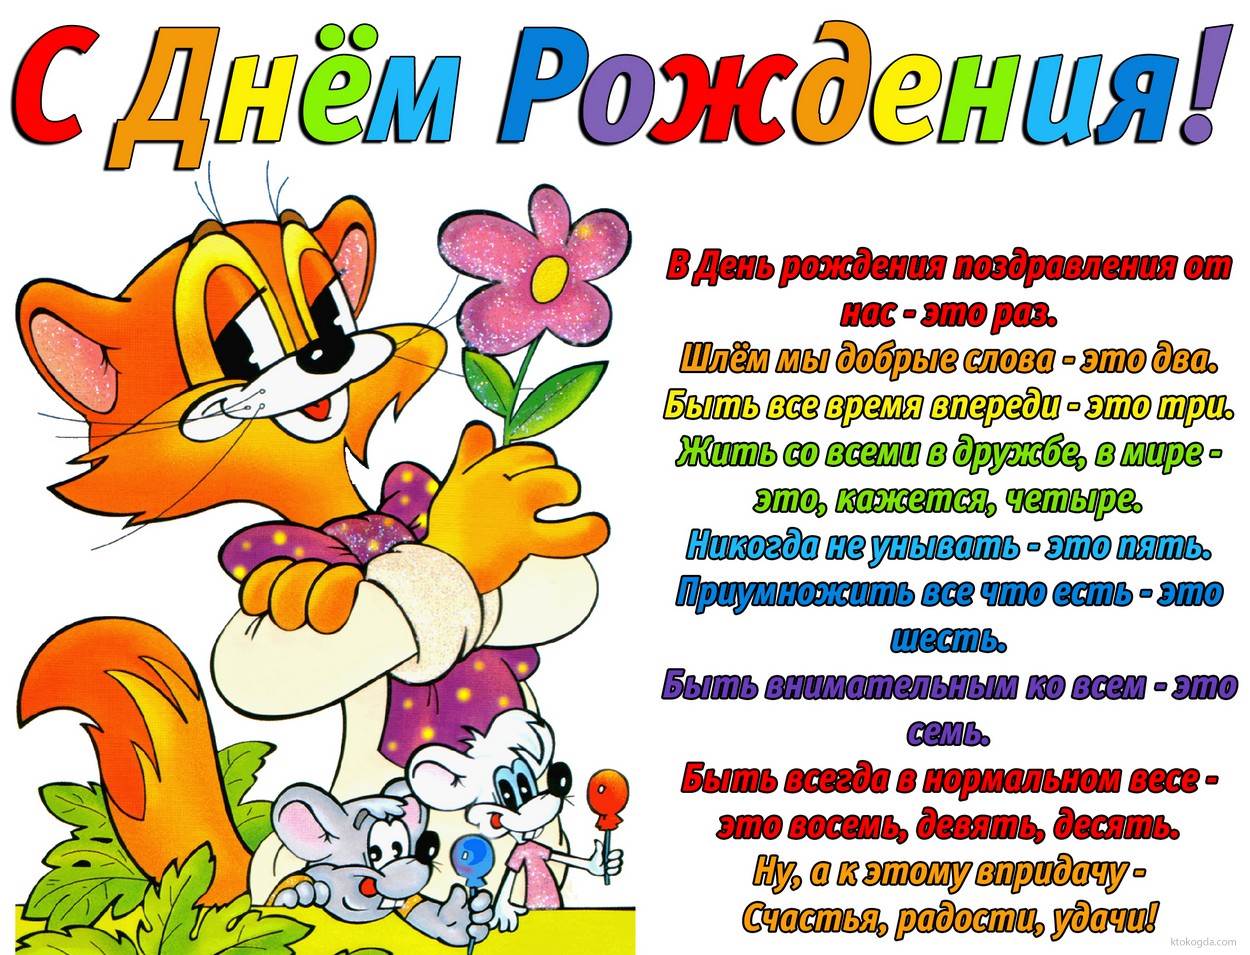 С Днём Рождения!
В День рождения поздравления от
нас - это раз.
Шлём мы добрые слова - это два.
Быть все время впереди - это три.
Жить со всеми в дружбе, в мире -
это, кажется, четыре.
Никогда не унывать - это пять.
Приумножить все что есть - это
шесть.
Быть внимательным ко всем - это
семь.
Быть всегда в нормальном весе -
это восемь, девять, десять.
Ну, а к этому впридачу -
Счастья, радости, удачи!
ktokogda.com